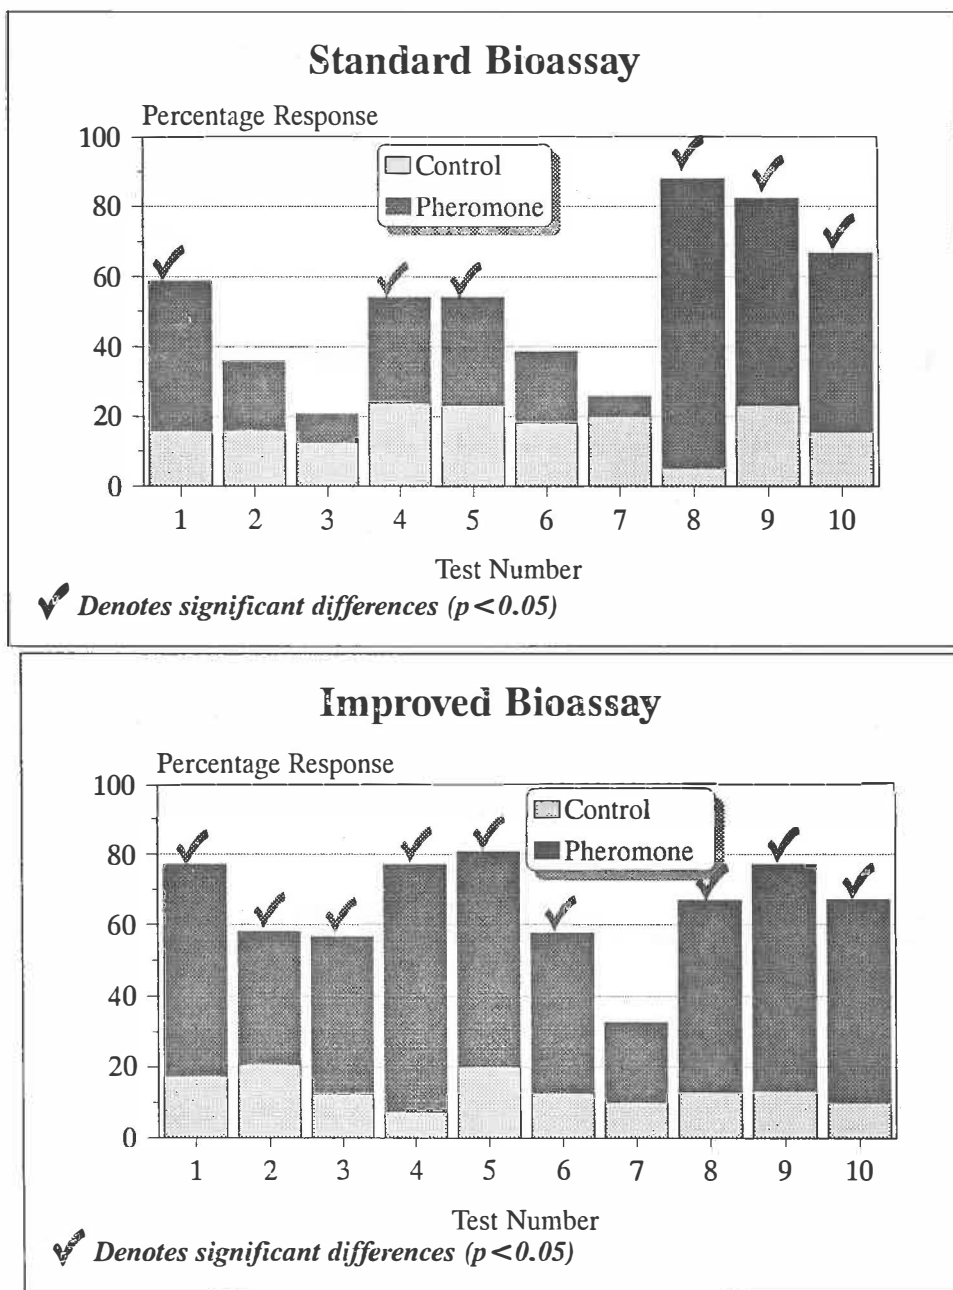 Standard Bioassay
Percentage Response
Control
Pheromone
100
80
60
40
20
0
1 2 3 4 5 6 7 8 9 10
Test Number
Denotes significant differences (p<0.05)
Improved Bioassay
Percentage Response
Control
Pheromone
100
80
60
40
20
0
1 2 3 4 5 6 7 8 9 10
Test Number
Denotes significant differences (p<0.05)